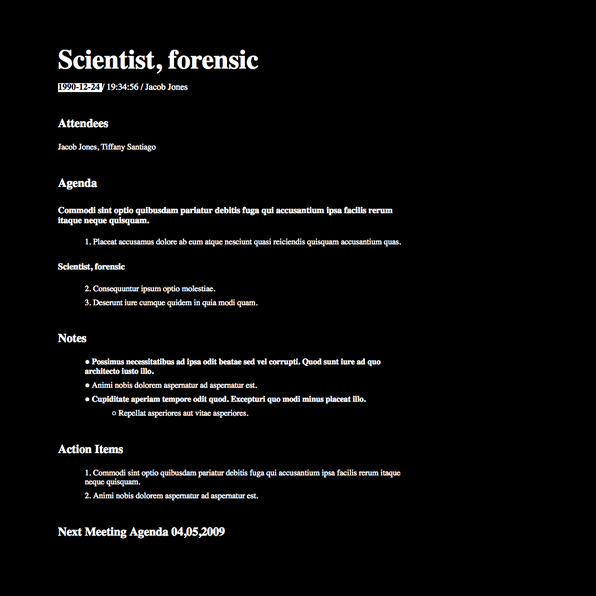 Scientist, forensic
1990-12-24 / 19:34:56 / Jacob Jones
Attendees
Jacob Jones, Tiffany Santiago
Agenda
Commodi sint optio quibusdam pariatur debitis fuga qui accusantium ipsa facilis rerum
itaque neque quisquam.
1. Placeat accusamus dolore ab eum atque nesciunt quasi reiciendis quisquam accusantium quas.
Scientist, forensic
2. Consequuntur ipsum optio molestiae.
3. Deserunt iure cumque quidem in quia modi quam.
Notes
● Possimus necessitatibus ad ipsa odit beatae sed vel corrupti. Quod sunt iure ad quo
architecto iusto illo.
● Animi nobis dolorem aspernatur ad aspernatur est.
● Cupiditate aperiam tempore odit quod. Excepturi quo modi minus placeat illo.
○ Repellat asperiores aut vitae asperiores.
Action Items
1. Commodi sint optio quibusdam pariatur debitis fuga qui accusantium ipsa facilis rerum itaque
neque quisquam.
2. Animi nobis dolorem aspernatur ad aspernatur est.
Next Meeting Agenda 04,05,2009